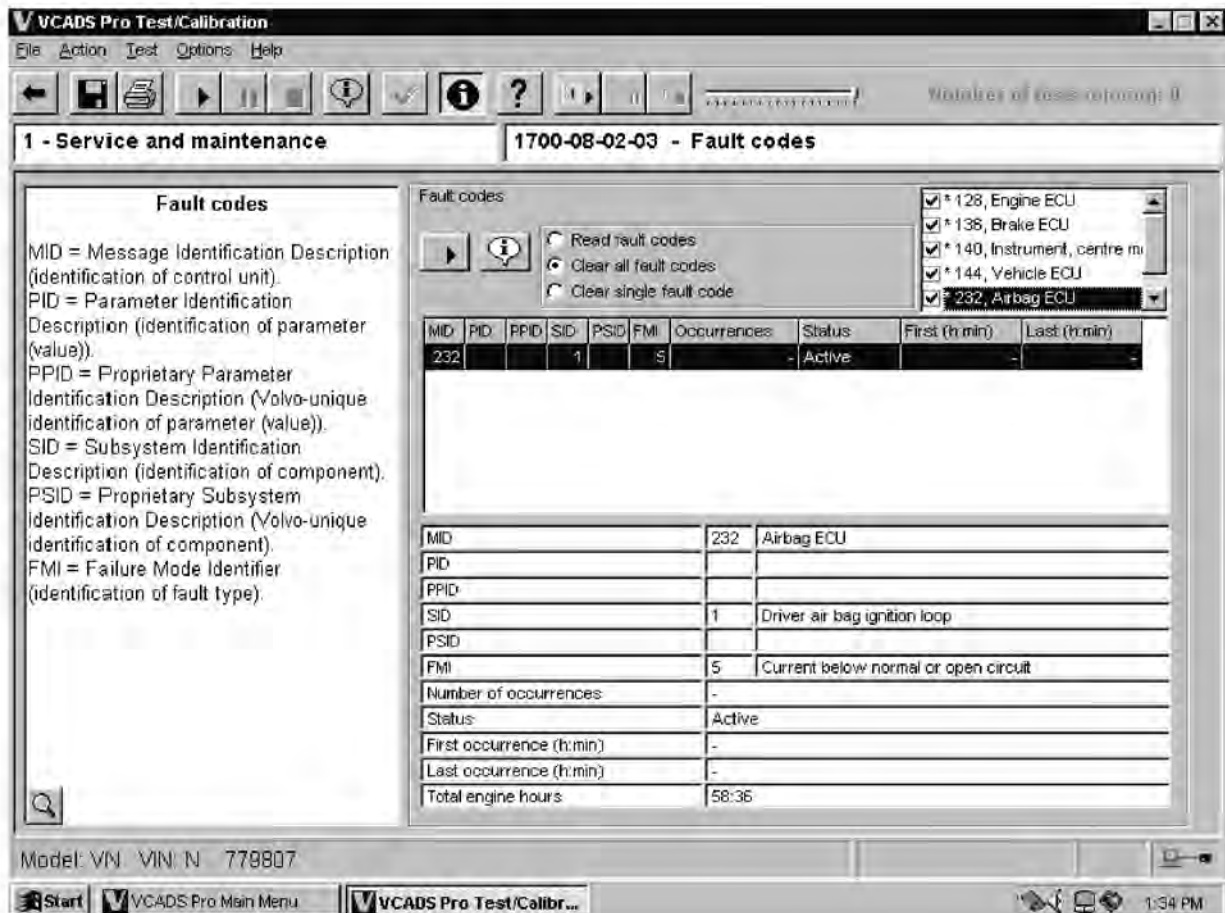 VCADS Pro Test/Calibration
File Action Test Options Help
Number of tests running: 0
1 - Service and maintenance
1700-08-02-03 - Fault codes
Fault codes
MID = Message Identification Description
(identification of control unit).
PID = Parameter Identification
Description (identification of parameter
(value)).
PPID = Proprietary Parameter
Identification Description (Volvo-unique
identification of parameter (value)).
SID = Subsystem Identification
Description (identification of component).
PSID = Proprietary Subsystem
Identification Description (Volvo-unique
identification of component).
FMI = Failure Mode Identifier
(identification of fault type).
Fault codes
Read fault codes
Clear all fault codes
Clear single fault code
* 128, Engine ECU
* 136, Brake ECU
* 140, Instrument, centre
* 144, Vehicle ECU
* 232, Airbag ECU
MID PID PPID SID PSID FMI Occurrences Status First (h:min) Last (h:min)
232 1 5 - Active - -
MID 232 Airbag ECU
PID
PPID
SID 1 Driver air bag ignition loop
PSID
FMI 5 Current below normal or open circuit
Number of occurrences -
Status Active
First occurrence (h:min) -
Last occurrence (h:min) -
Total engine hours 58:36
Model: VN VIN: N 779807
Start VCADS Pro Main Menu VCADS Pro Test/Calibr... 1:34 PM